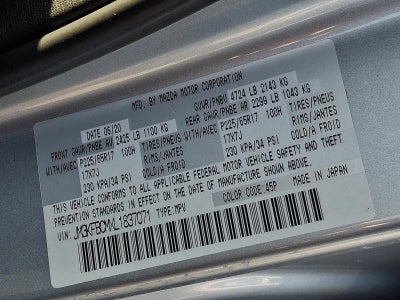 MFD. BY MAZDA MOTOR CORPORATION
DATE 06/20 GVWR/PNBV 4724 LB 2143 KG
FRONT GAWR/PNBE AV 2425 LB 1100 KG REAR GAWR/PNBE AR 2299 LB 1043 KG
WITH/AVEC P225/65R17 100H TIRES/PNEUS WITH/AVEC P225/65R17 100H TIRES/PNEUS
17X7J RIMS/JANTES 17X7J RIMS/JANTES
230 KPA/34 PSI COLD/A FROID 230 KPA/34 PSI COLD/A FROID
THIS VEHICLE CONFORMS TO ALL APPLICABLE FEDERAL MOTOR VEHICLE SAFETY AND THEFT
PREVENTION STANDARDS IN EFFECT ON THE DATE OF MANUFACTURE SHOWN ABOVE.
VIN: TYPE:MPV COLOR CODE: 45P MADE IN JAPAN